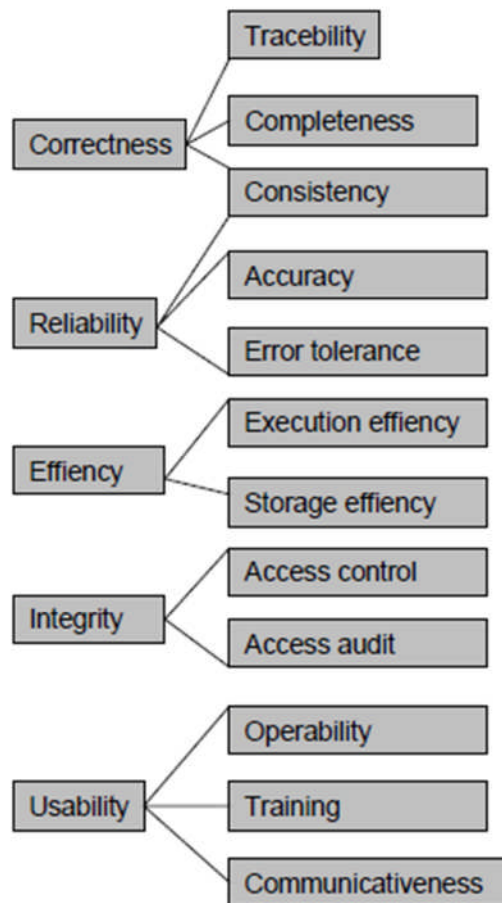 Tracebility
Completeness
Correctness
Consistency
Accuracy
Reliability
Error tolerance
Execution effiency
Effiency
Storage effiency
Access control
Integrity
Access audit
Operability
Usability
Training
Communicativeness